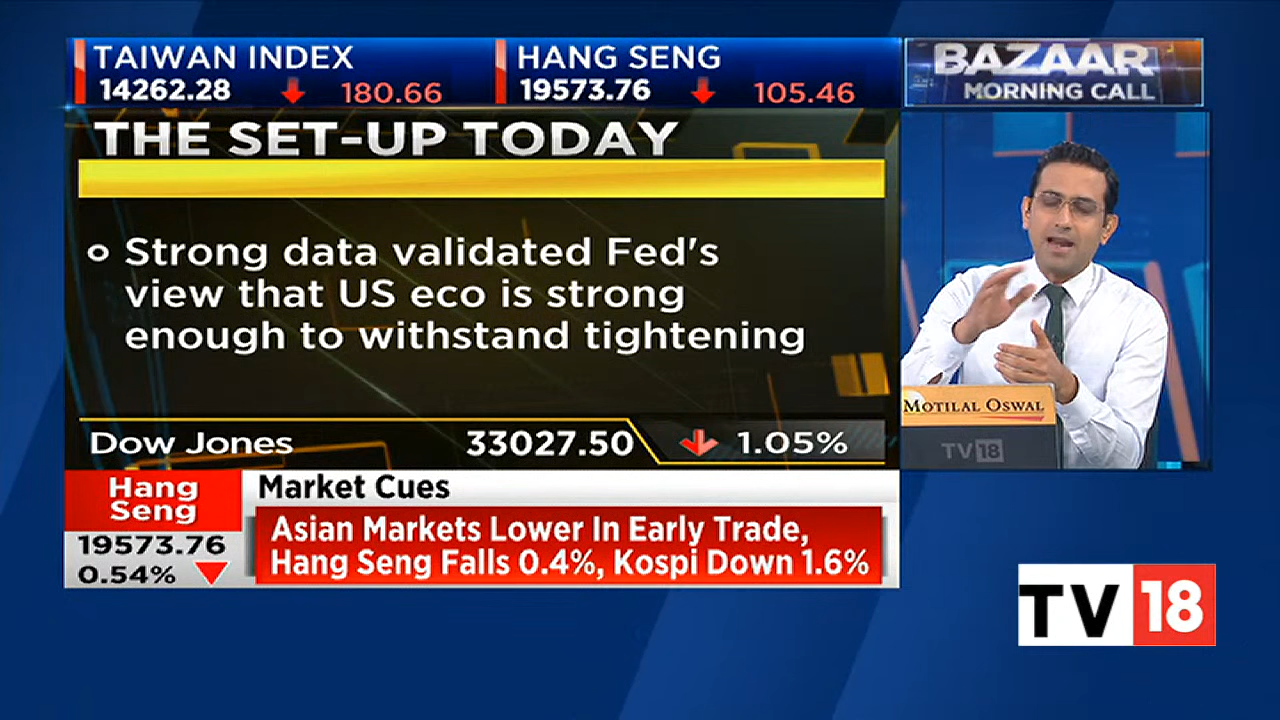 TAIWAN INDEX
14262.28 180.66
HANG SENG
19573.76 105.46
BAZAAR
MORNING CALL
THE SET-UP TODAY
Strong data validated Fed's
view that US eco is strong
enough to withstand tightening
MOTILAL OSWAL
TV18
Dow Jones 33027.50 1.05%
Hang
Seng
19573.76
0.54%
Market Cues
Asian Markets Lower In Early Trade,
Hang Seng Falls 0.4%, Kospi Down 1.6%
TV18